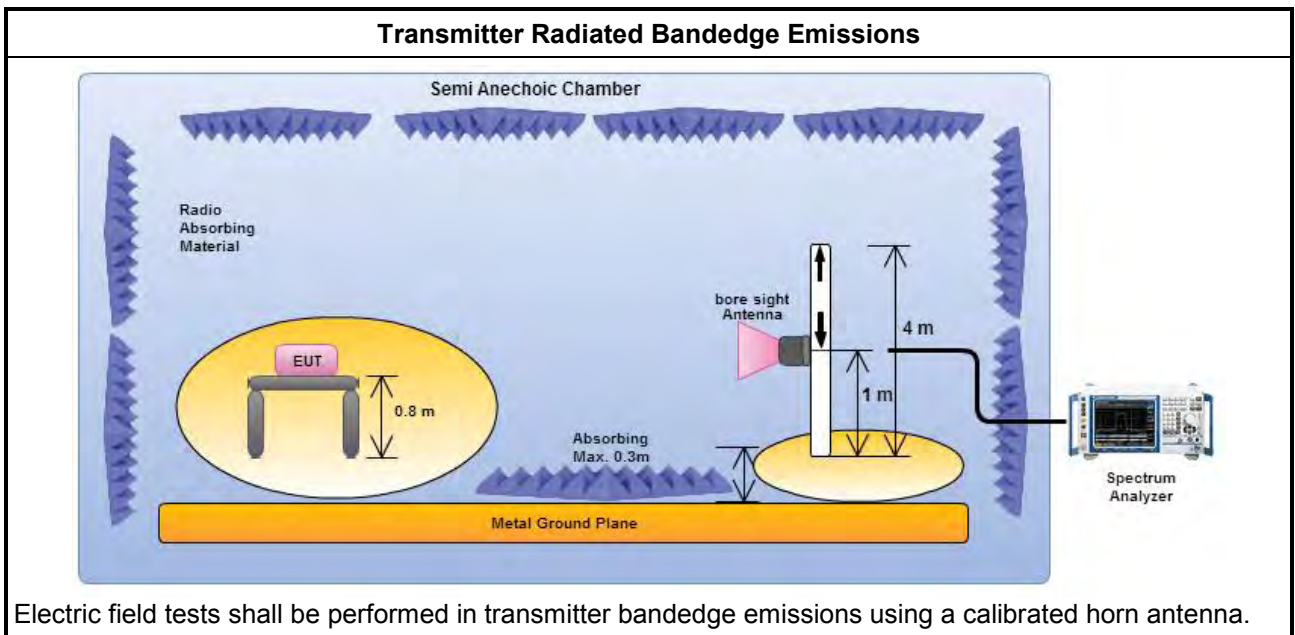 Transmitter Radiated Bandedge Emissions
Semi Anechoic Chamber
Radio
Absorbing
Material
bore sight
Antenna
4 m
EUT
1 m
0.8 m
Absorbing
Max. 0.3m
Spectrum
Analyzer
Metal Ground Plane
Electric field tests shall be performed in transmitter bandedge emissions using a calibrated horn antenna.